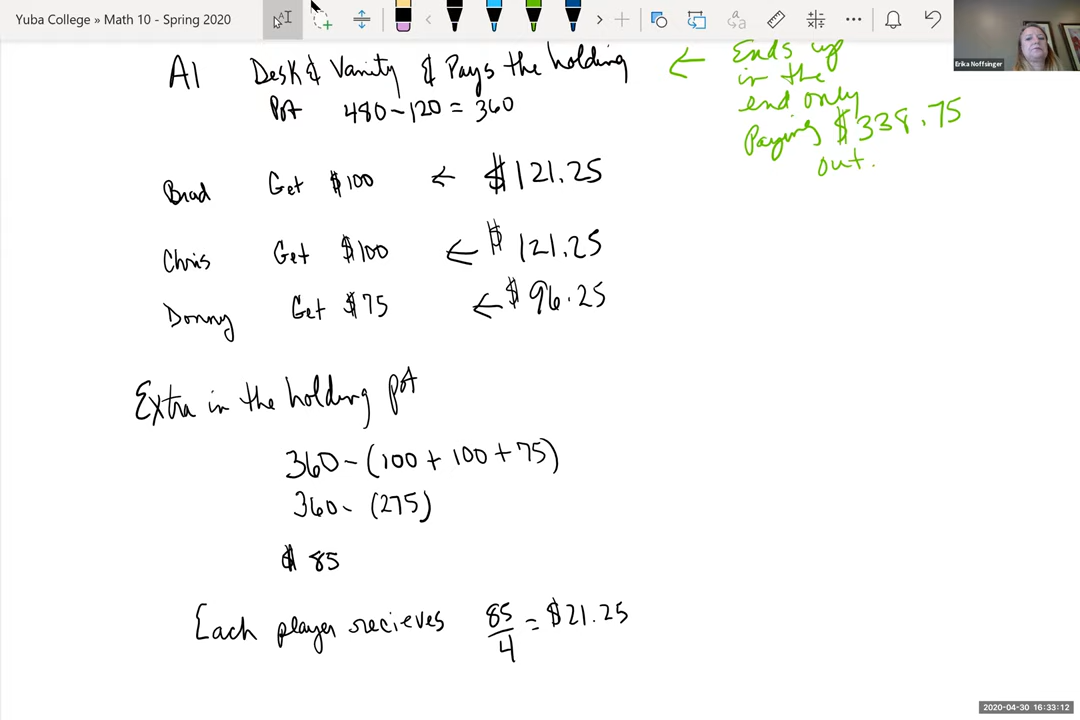 Yuba College » Math 10 - Spring 2020
Erika Noffsinger
Al Desk & Vanity & Pays the holding
Pot 480 - 120 = 360
← Ends up
in the
end only
Paying $338.75
out.
Brad Get $100 ← $121.25
Chris Get $100 ← $121.25
Donny Get $75 ← $96.25
Extra in the holding pot
360 - (100 + 100 + 75)
360 - (275)
$ 85
Each player recieves 85/4 = $21.25
2020-04-30 16:33:12